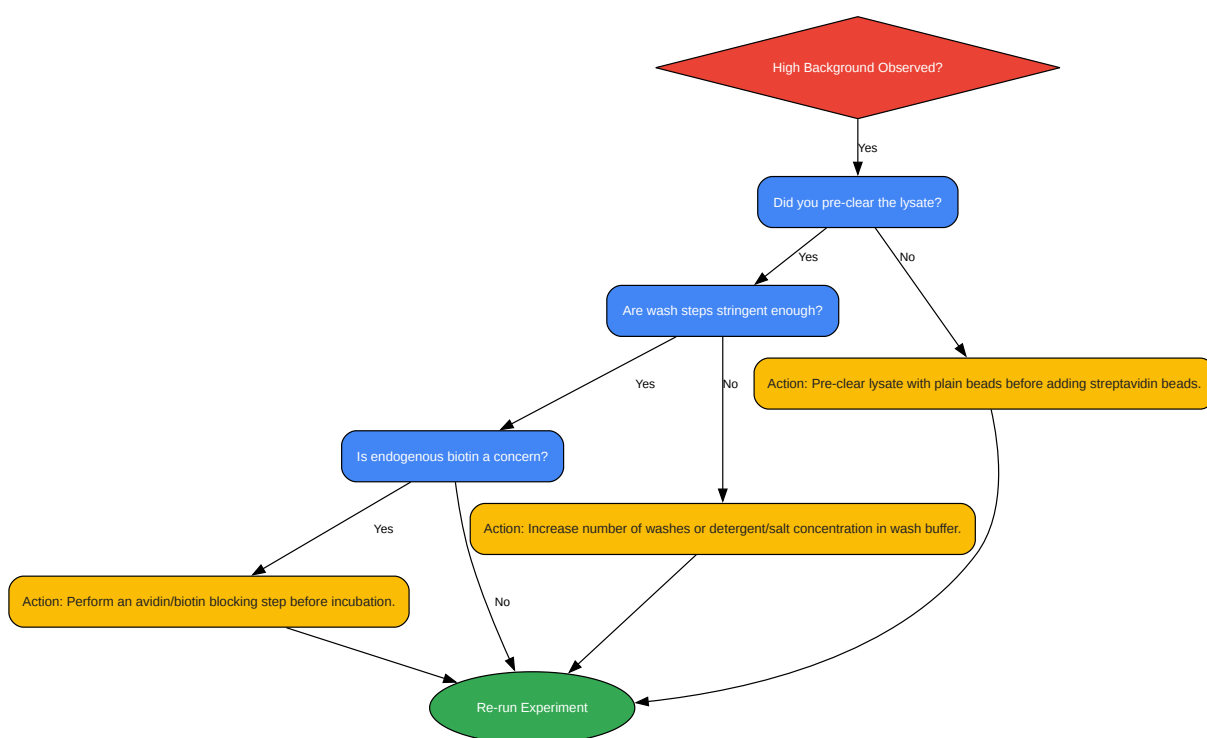 High Background Observed?
Yes
Did you pre-clear the lysate?
Yes
No
Are wash steps stringent enough?
Yes
No
Action: Pre-clear lysate with plain beads before adding streptavidin beads.
Is endogenous biotin a concern?
Yes
Action: Increase number of washes or detergent/salt concentration in wash buffer.
Action: Perform an avidin/biotin blocking step before incubation.
No
Re-run Experiment